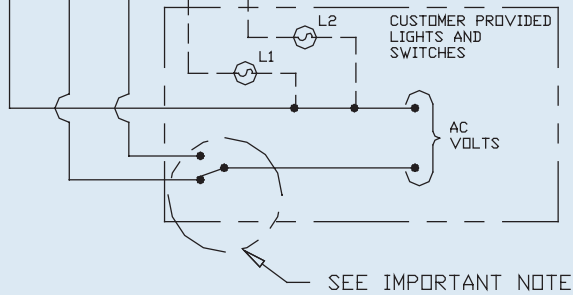 L2
CUSTOMER PROVIDED
LIGHTS AND
SWITCHES
L1
AC
VOLTS
SEE IMPORTANT NOTE